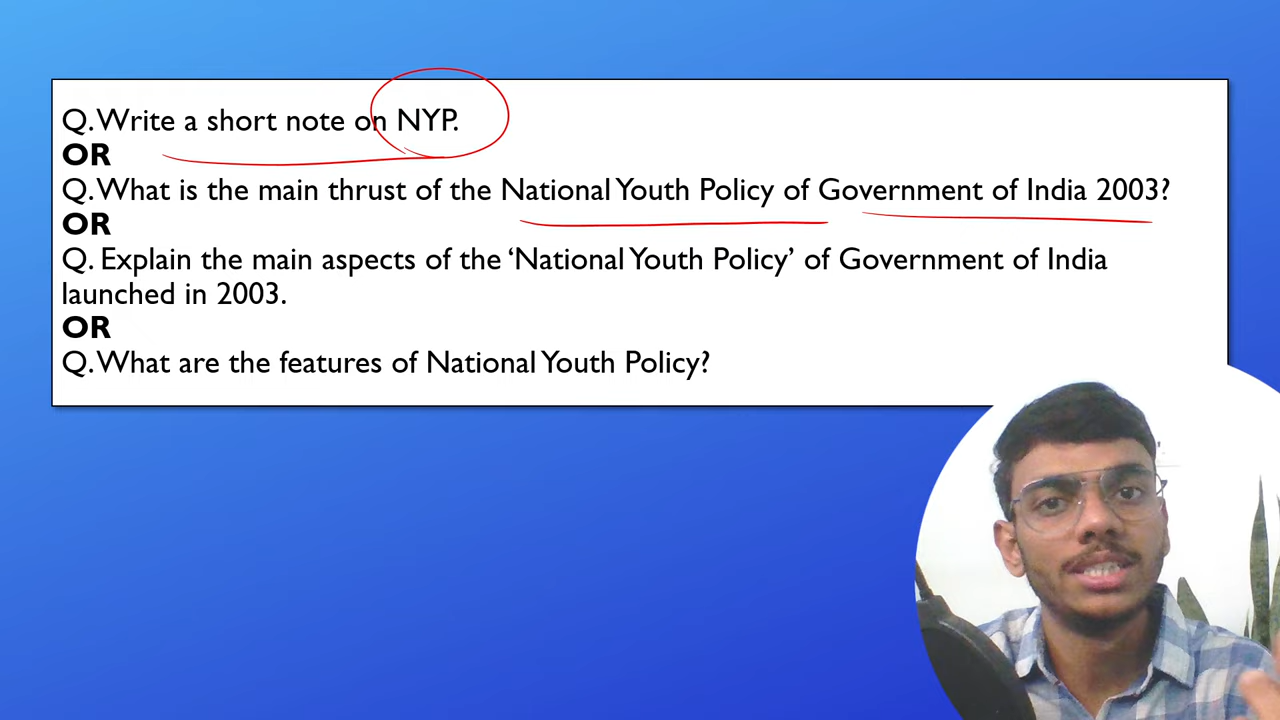 Q. Write a short note on NYP.
OR
Q. What is the main thrust of the National Youth Policy of Government of India 2003?
OR
Q. Explain the main aspects of the ‘National Youth Policy’ of Government of India
launched in 2003.
OR
Q. What are the features of National Youth Policy?